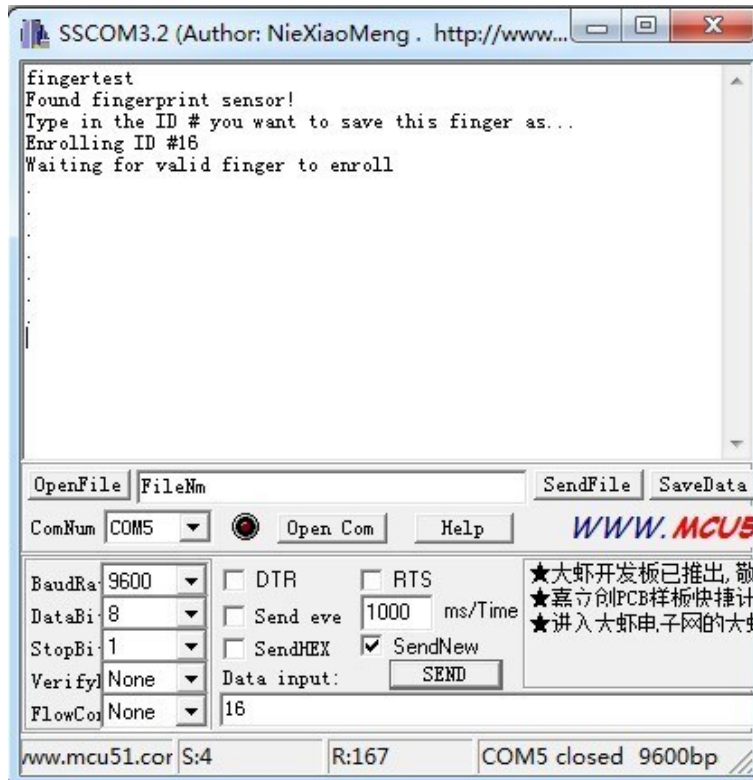 SSCOM3.2 (Author: NieXiaoMeng . http://www...
fingertest
Found fingerprint sensor!
Type in the ID # you want to save this finger as...
Enrolling ID #16
Waiting for valid finger to enroll
.
.
.
.
.
.
.
OpenFile FileNm SendFile SaveData
ComNum COM5 Open Com Help WWW. MCU5
BaudRa 9600 DTR RTS
DataBi 8 Send eve 1000 ms/Time
StopBi 1 SendHEX SendNew
Verifyl None Data input: SEND
FlowCo None 16
★大虾开发板已推出,敬
★嘉立创PCB样板快捷计
★进入大虾电子网的大虾
www.mcu51.cor S:4 R:167 COM5 closed 9600bp